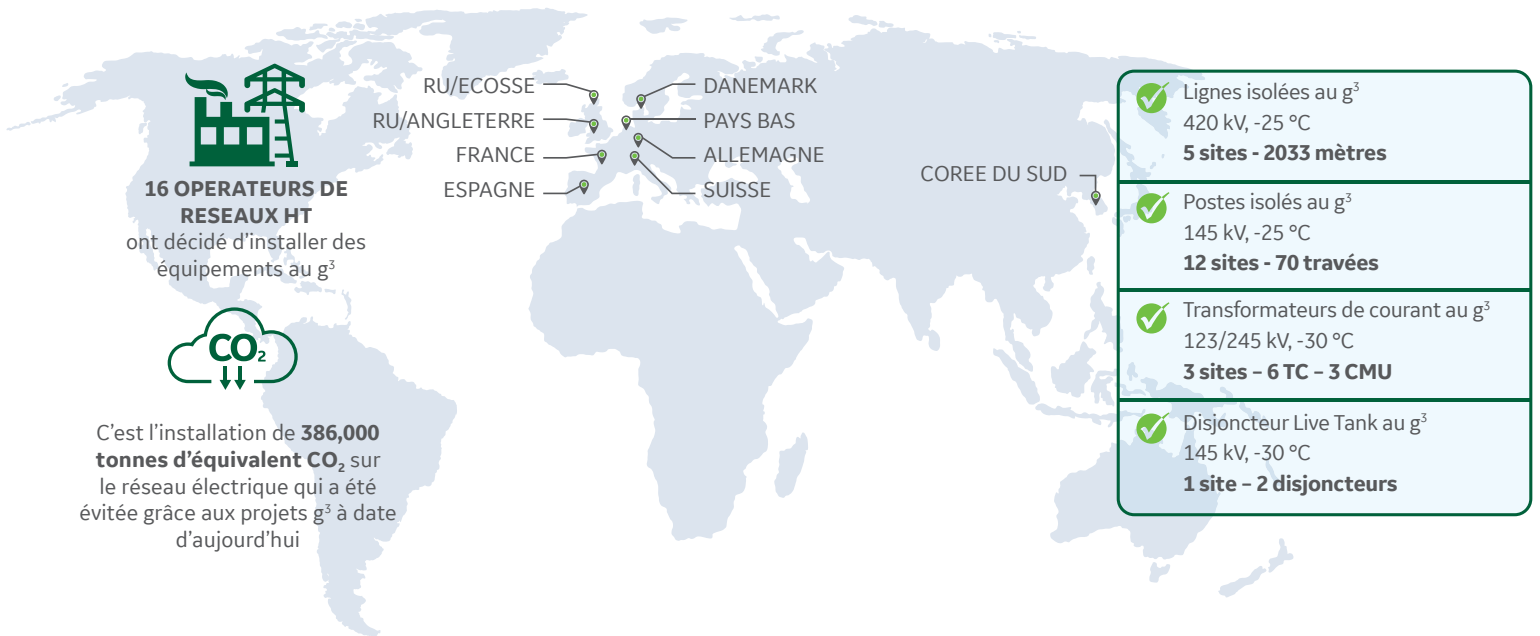 16 OPERATEURS DE
RESEAUX HT
ont décidé d'installer des
équipements au g³
CO₂
C'est l'installation de 386,000
tonnes d'équivalent CO₂ sur
le réseau électrique qui a été
évitée grâce aux projets g³ à date
d'aujourd'hui
RU/ECOSSE
RU/ANGLETERRE
FRANCE
ESPAGNE
DANEMARK
PAYS BAS
ALLEMAGNE
SUISSE
COREE DU SUD
Lignes isolées au g³
420 kV, -25 °C
5 sites - 2033 mètres
Postes isolés au g³
145 kV, -25 °C
12 sites - 70 travées
Transformateurs de courant au g³
123/245 kV, -30 °C
3 sites – 6 TC – 3 CMU
Disjoncteur Live Tank au g³
145 kV, -30 °C
1 site – 2 disjoncteurs